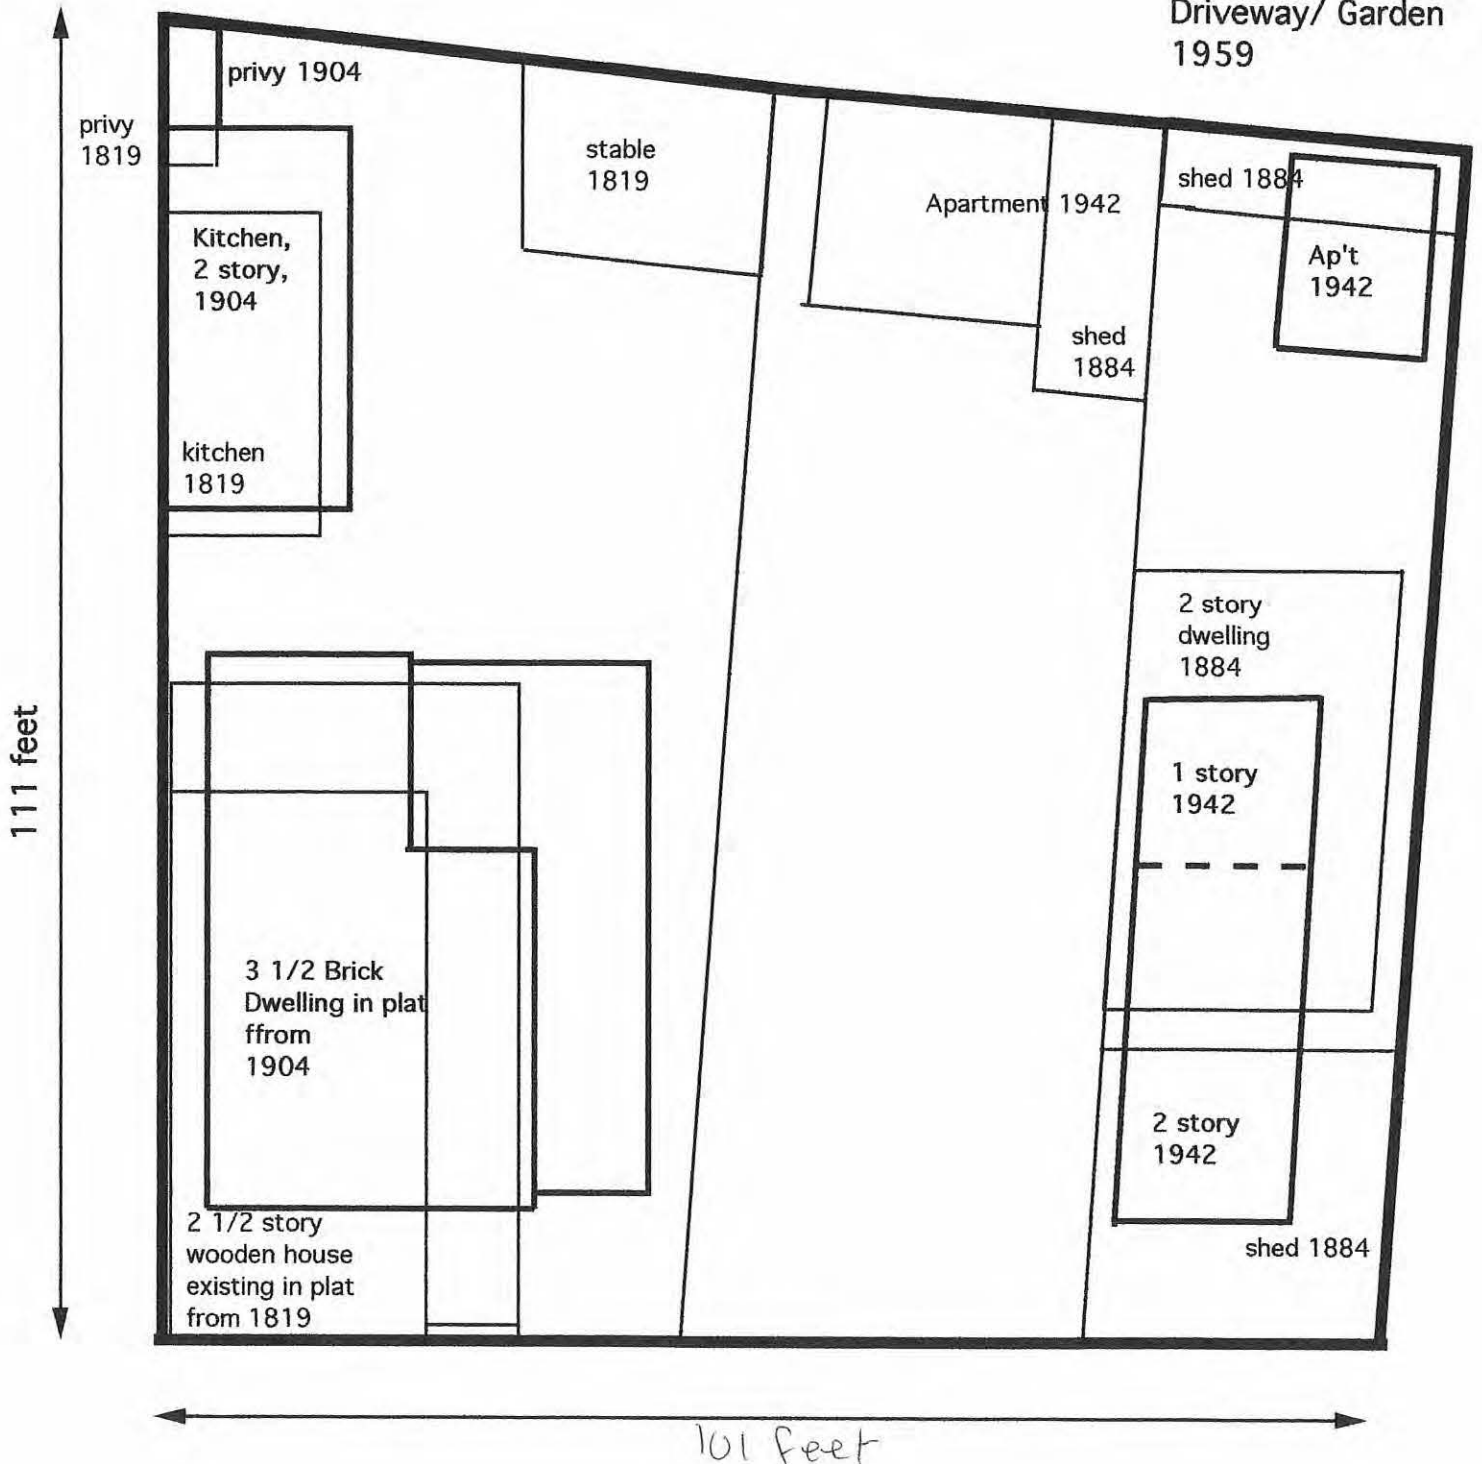 Driveway/ Garden
1959
privy 1904
privy
1819
stable
1819
Apartment 1942
shed 1884
Ap't
1942
Kitchen,
2 story,
1904
shed
1884
kitchen
1819
2 story
dwelling
1884
111 feet
1 story
1942
3 1/2 Brick
Dwelling in plat
ffrom
1904
2 story
1942
2 1/2 story
wooden house
existing in plat
from 1819
shed 1884
101 feet